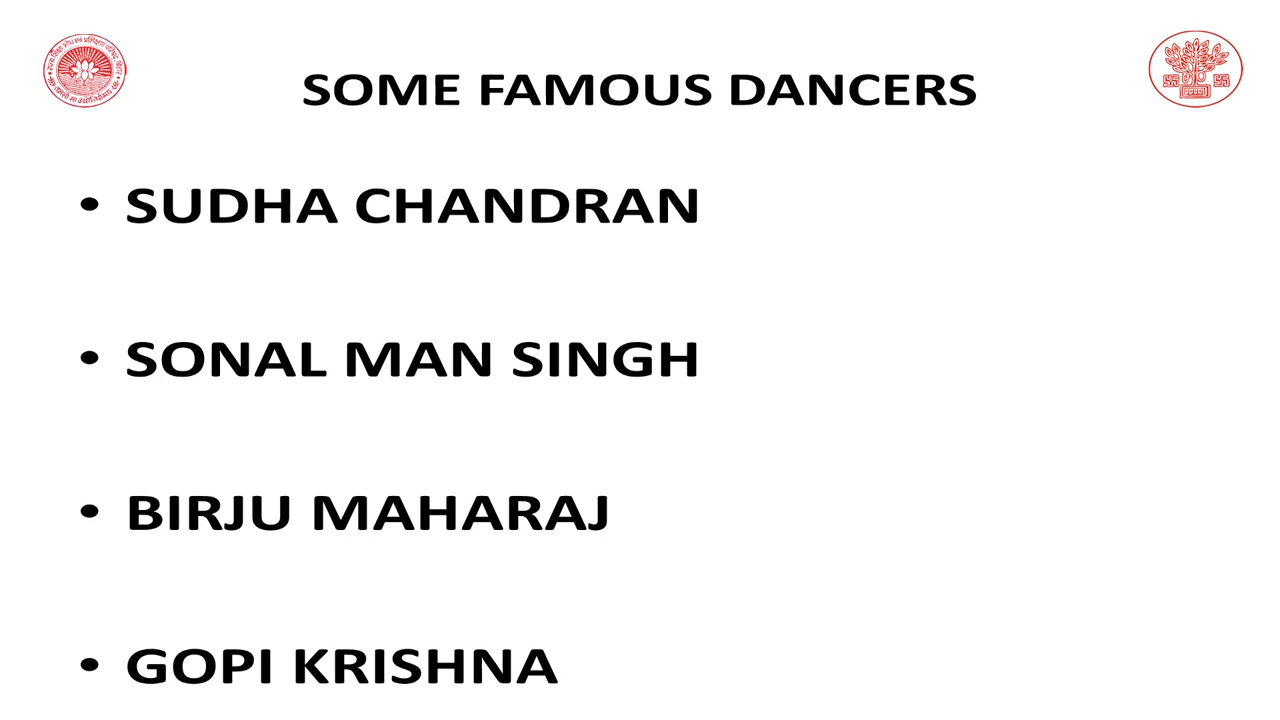 SOME FAMOUS DANCERS
• SUDHA CHANDRAN
• SONAL MAN SINGH
• BIRJU MAHARAJ
• GOPI KRISHNA